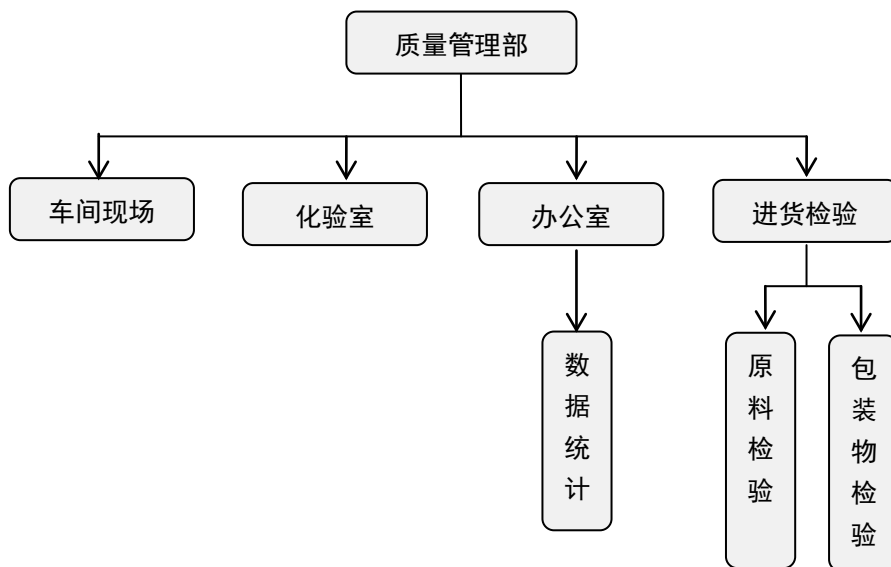 质量管理部
车间现场
化验室
办公室
进货检验
数据统计
原料检验
包装物检验